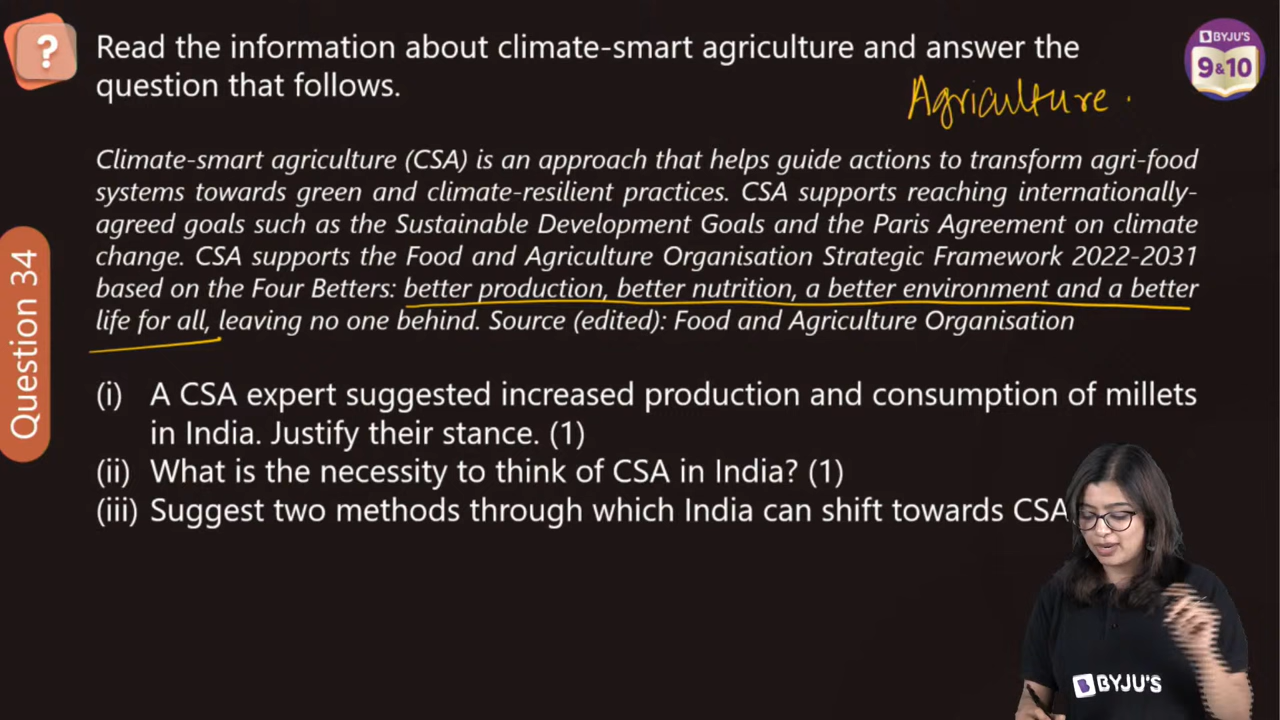 ?
Read the information about climate-smart agriculture and answer the
question that follows.
BYJU'S
9&10
Agriculture.
Climate-smart agriculture (CSA) is an approach that helps guide actions to transform agri-food
systems towards green and climate-resilient practices. CSA supports reaching internationally-
agreed goals such as the Sustainable Development Goals and the Paris Agreement on climate
change. CSA supports the Food and Agriculture Organisation Strategic Framework 2022-2031
based on the Four Betters: better production, better nutrition, a better environment and a better
life for all, leaving no one behind. Source (edited): Food and Agriculture Organisation
Question 34
(i) A CSA expert suggested increased production and consumption of millets
in India. Justify their stance. (1)
(ii) What is the necessity to think of CSA in India? (1)
(iii) Suggest two methods through which India can shift towards CSA
BYJU'S